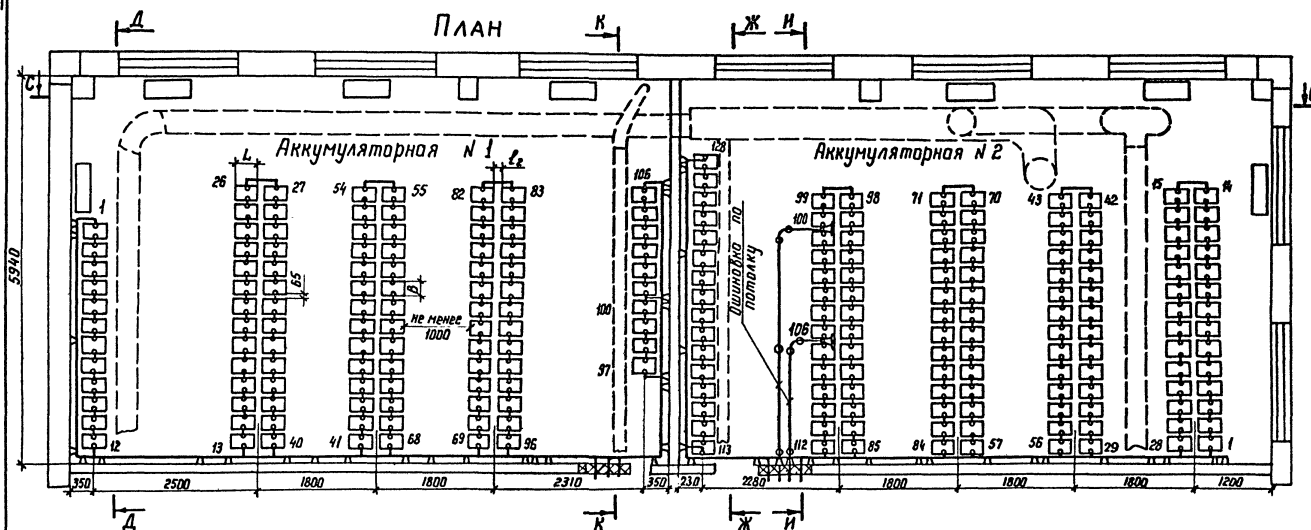 Д
План
К
Ж И
С
Аккумуляторная N 1
Аккумуляторная N 2
L
l₂
26 27 54 55 82 83 106
128
99 98 71 70 43 42 15 14
1
100
5940
65
В
не менее
1000
100
97
Ошиновка по
потолку
106
12 13 40 41 68 69 96
113 112 85 84 57 56 29 28 1
350 2500 1800 1800 2310 350 230 2280 1800 1800 1800 1200
Д
К
Ж И